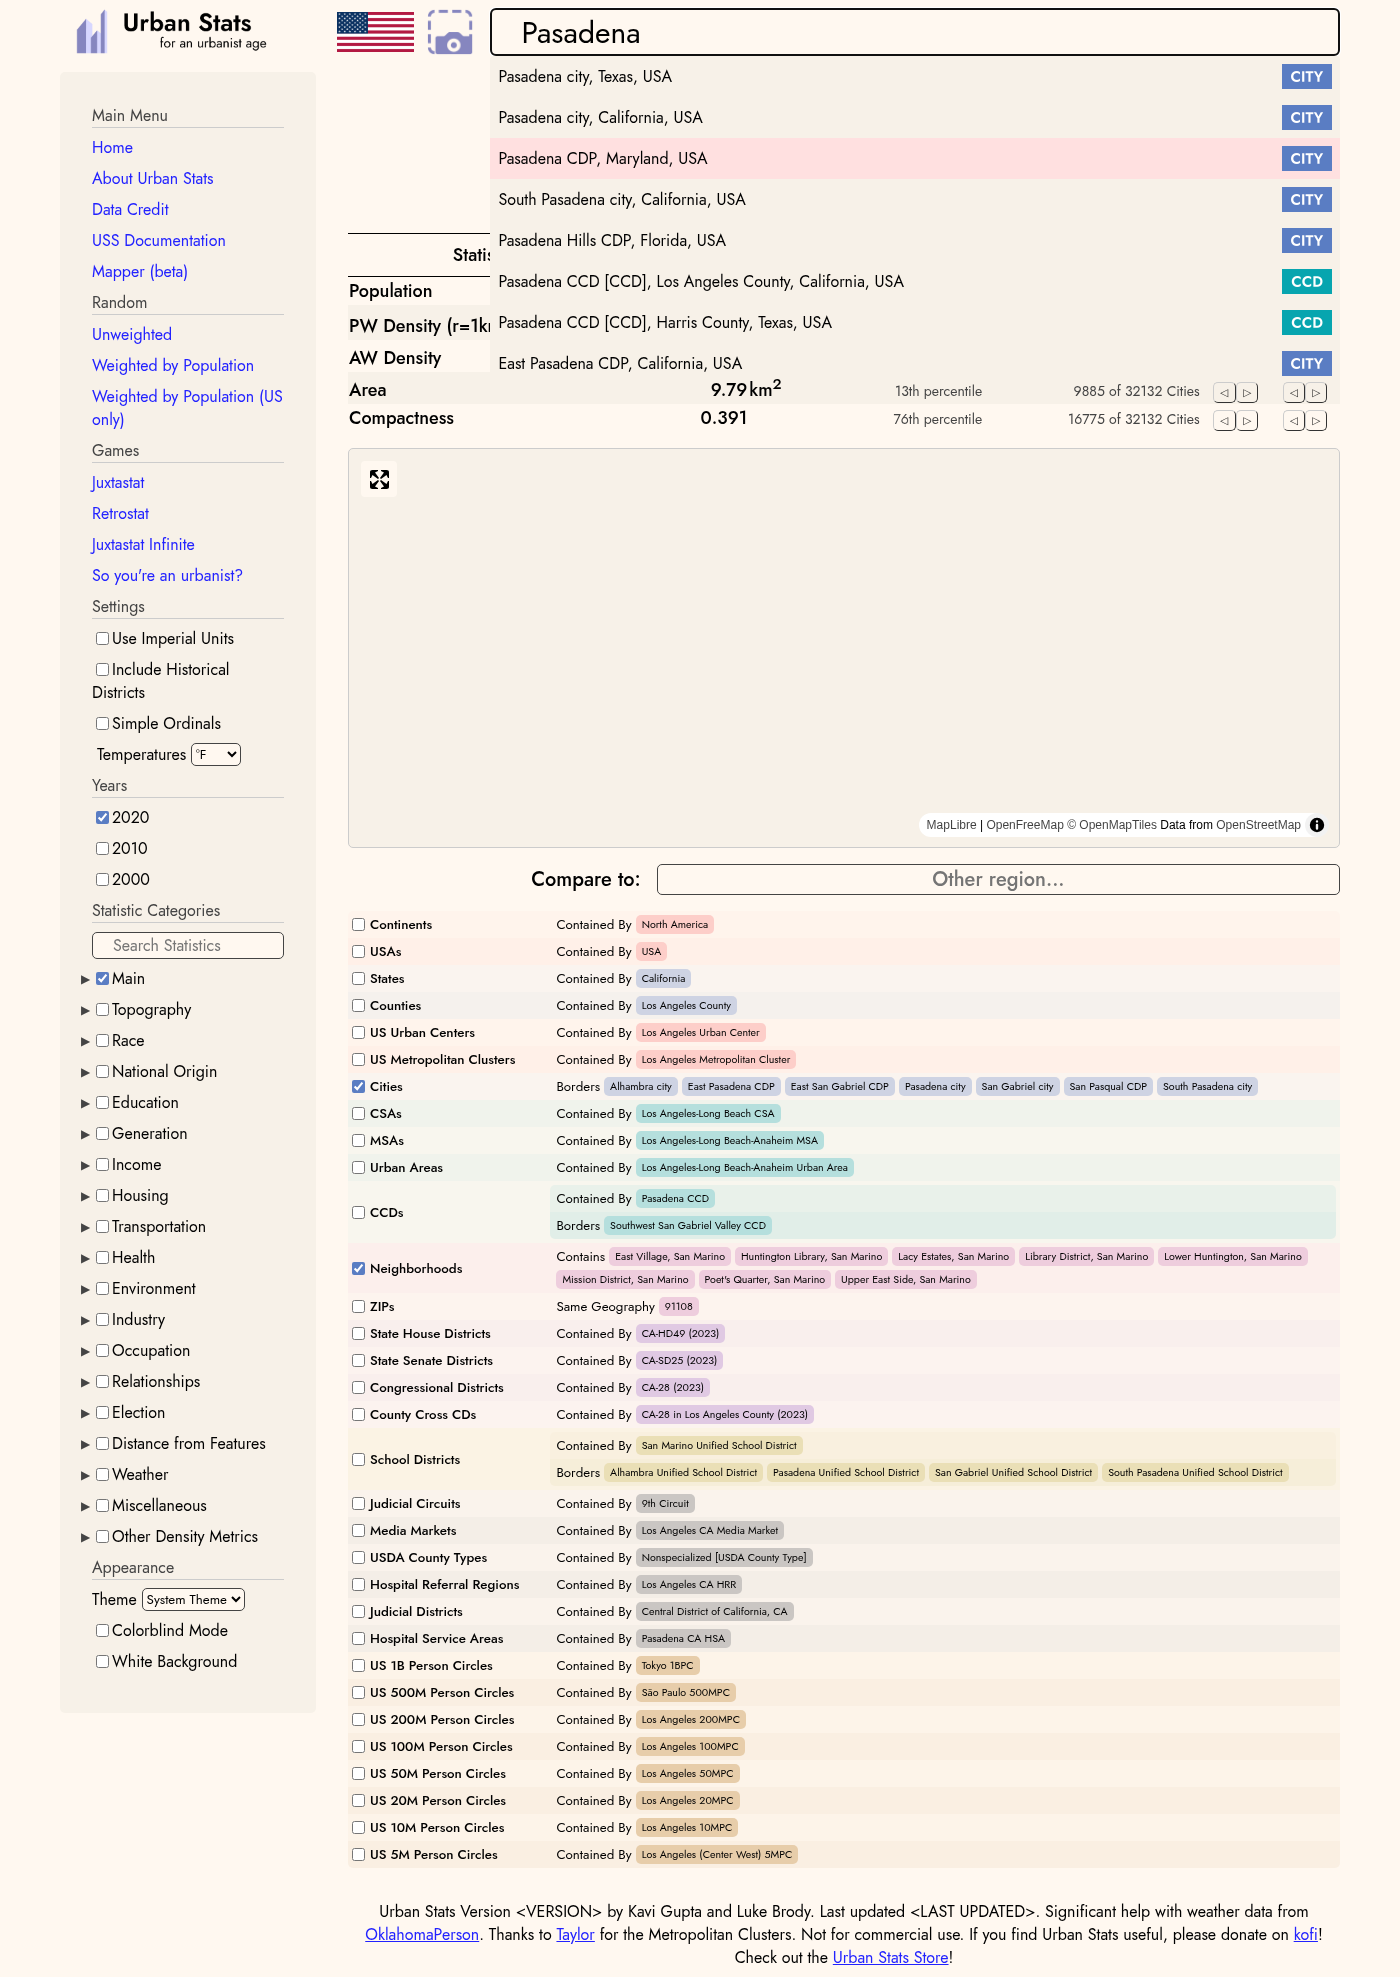 Urban Stats
for an urbanist age
Pasadena
Pasadena city, Texas, USA CITY
Pasadena city, California, USA CITY
Pasadena CDP, Maryland, USA CITY
South Pasadena city, California, USA CITY
Pasadena Hills CDP, Florida, USA CITY
Pasadena CCD [CCD], Los Angeles County, California, USA CCD
Pasadena CCD [CCD], Harris County, Texas, USA CCD
East Pasadena CDP, California, USA CITY
Main Menu
Home
About Urban Stats
Data Credit
USS Documentation
Mapper (beta)
Random
Unweighted
Weighted by Population
Weighted by Population (US
only)
Games
Juxtastat
Retrostat
Juxtastat Infinite
So you're an urbanist?
Settings
Use Imperial Units
Include Historical
Districts
Simple Ordinals
Temperatures °F
Years
2020
2010
2000
Statistic Categories
Search Statistics
Main
Topography
Race
National Origin
Education
Generation
Income
Housing
Transportation
Health
Environment
Industry
Occupation
Relationships
Election
Distance from Features
Weather
Miscellaneous
Other Density Metrics
Appearance
Theme System Theme
Colorblind Mode
White Background
Statis
Population
PW Density (r=1k
AW Density
Area 9.79 km² 13th percentile 9885 of 32132 Cities
Compactness 0.391 76th percentile 16775 of 32132 Cities
MapLibre | OpenFreeMap © OpenMapTiles Data from OpenStreetMap
Compare to: Other region...
Continents Contained By North America
USAs Contained By USA
States Contained By California
Counties Contained By Los Angeles County
US Urban Centers Contained By Los Angeles Urban Center
US Metropolitan Clusters Contained By Los Angeles Metropolitan Cluster
Cities Borders Alhambra city East Pasadena CDP East San Gabriel CDP Pasadena city San Gabriel city San Pasqual CDP South Pasadena city
CSAs Contained By Los Angeles-Long Beach CSA
MSAs Contained By Los Angeles-Long Beach-Anaheim MSA
Urban Areas Contained By Los Angeles-Long Beach-Anaheim Urban Area
CCDs Contained By Pasadena CCD
Borders Southwest San Gabriel Valley CCD
Neighborhoods Contains East Village, San Marino Huntington Library, San Marino Lacy Estates, San Marino Library District, San Marino Lower Huntington, San Marino
Mission District, San Marino Poet's Quarter, San Marino Upper East Side, San Marino
ZIPs Same Geography 91108
State House Districts Contained By CA-HD49 (2023)
State Senate Districts Contained By CA-SD25 (2023)
Congressional Districts Contained By CA-28 (2023)
County Cross CDs Contained By CA-28 in Los Angeles County (2023)
School Districts Contained By San Marino Unified School District
Borders Alhambra Unified School District Pasadena Unified School District San Gabriel Unified School District South Pasadena Unified School District
Judicial Circuits Contained By 9th Circuit
Media Markets Contained By Los Angeles CA Media Market
USDA County Types Contained By Nonspecialized [USDA County Type]
Hospital Referral Regions Contained By Los Angeles CA HRR
Judicial Districts Contained By Central District of California, CA
Hospital Service Areas Contained By Pasadena CA HSA
US 1B Person Circles Contained By Tokyo 1BPC
US 500M Person Circles Contained By São Paulo 500MPC
US 200M Person Circles Contained By Los Angeles 200MPC
US 100M Person Circles Contained By Los Angeles 100MPC
US 50M Person Circles Contained By Los Angeles 50MPC
US 20M Person Circles Contained By Los Angeles 20MPC
US 10M Person Circles Contained By Los Angeles 10MPC
US 5M Person Circles Contained By Los Angeles (Center West) 5MPC
Urban Stats Version <VERSION> by Kavi Gupta and Luke Brody. Last updated <LAST UPDATED>. Significant help with weather data from
OklahomaPerson. Thanks to Taylor for the Metropolitan Clusters. Not for commercial use. If you find Urban Stats useful, please donate on kofi!
Check out the Urban Stats Store!